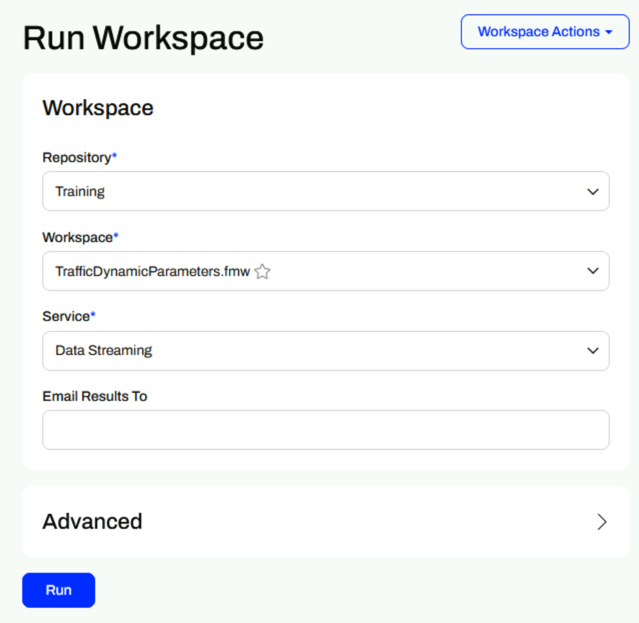 Run Workspace
Workspace Actions
Workspace
Repository*
Training
Workspace*
TrafficDynamicParameters.fmw
Service*
Data Streaming
Email Results To
Advanced
Run